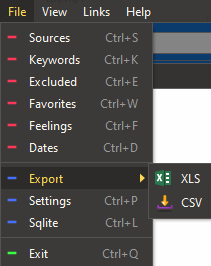 File View Links Help
Sources Ctrl+S
Keywords Ctrl+K
Excluded Ctrl+E
Favorites Ctrl+W
Feelings Ctrl+F
Dates Ctrl+D
Export XLS
Settings Ctrl+P CSV
Sqlite Ctrl+L
Exit Ctrl+Q